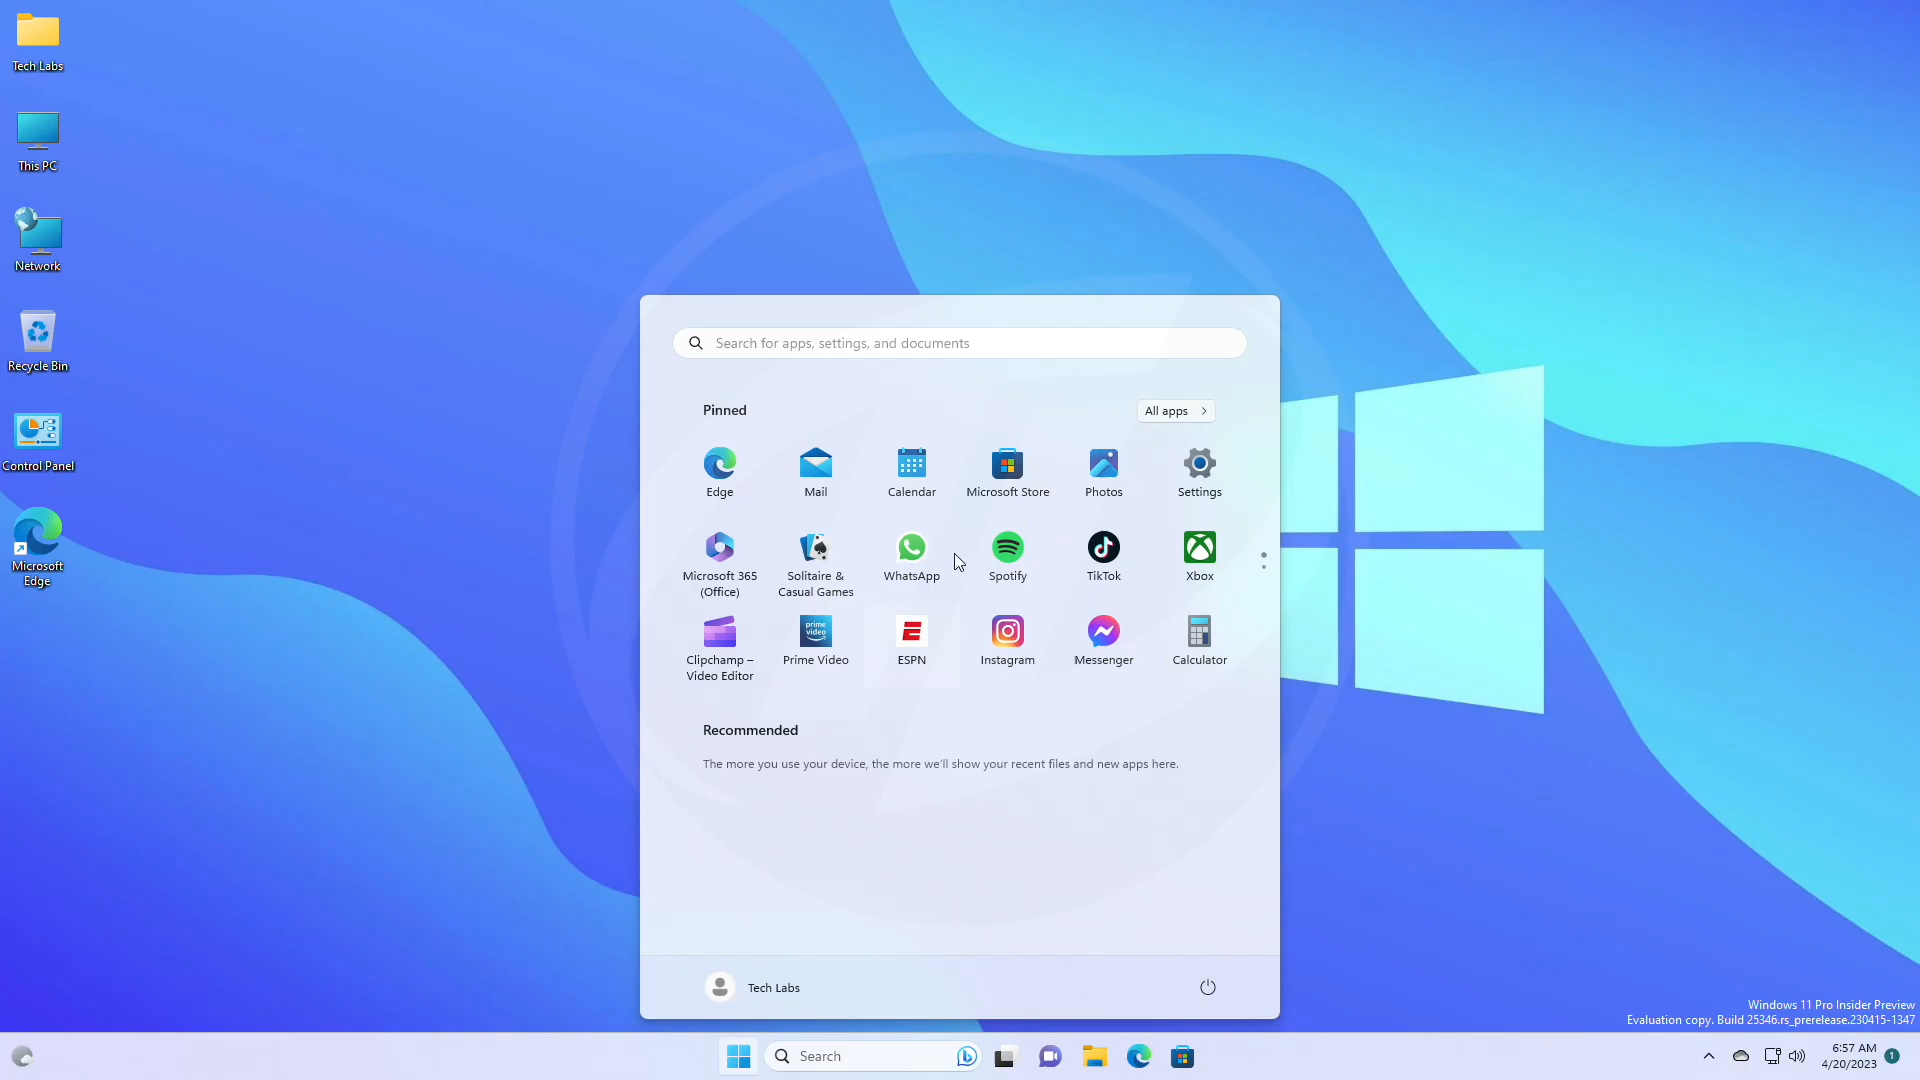 Tech Labs
This PC
Network
Recycle Bin
Control Panel
Microsoft
Edge
Search for apps, settings, and documents
Pinned
All apps
Edge
Mail
Calendar
Microsoft Store
Photos
Settings
Microsoft 365
(Office)
Solitaire &
Casual Games
WhatsApp
Spotify
TikTok
Xbox
prime
video
Clipchamp –
Video Editor
Prime Video
ESPN
Instagram
Messenger
Calculator
Recommended
The more you use your device, the more we'll show your recent files and new apps here.
Tech Labs
Windows 11 Pro Insider Preview
Evaluation copy. Build 25346.rs_prerelease.230415-1347
Search
6:57 AM
4/20/2023
1